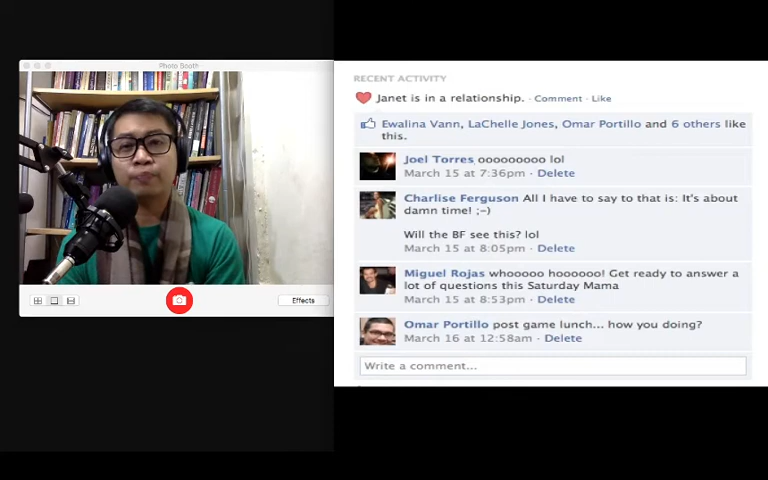 Photo Booth
Effects
RECENT ACTIVITY
Janet is in a relationship. · Comment · Like
Ewalina Vann, LaChelle Jones, Omar Portillo and 6 others like
this.
Joel Torres ooooooooo lol
March 15 at 7:36pm · Delete
Charlise Ferguson All I have to say to that is: It's about
damn time! ;-)
Will the BF see this? lol
March 15 at 8:05pm · Delete
Miguel Rojas whooooo hoooooo! Get ready to answer a
lot of questions this Saturday Mama
March 15 at 8:53pm · Delete
Omar Portillo post game lunch... how you doing?
March 16 at 12:58am · Delete
Write a comment...